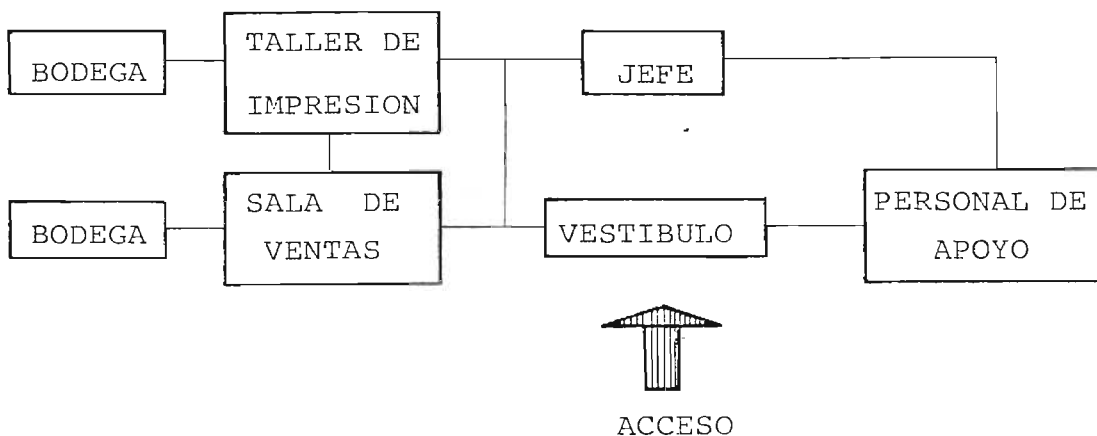 BODEGA
TALLER DE
IMPRESION
JEFE
BODEGA
SALA DE
VENTAS
VESTIBULO
PERSONAL DE
APOYO
ACCESO